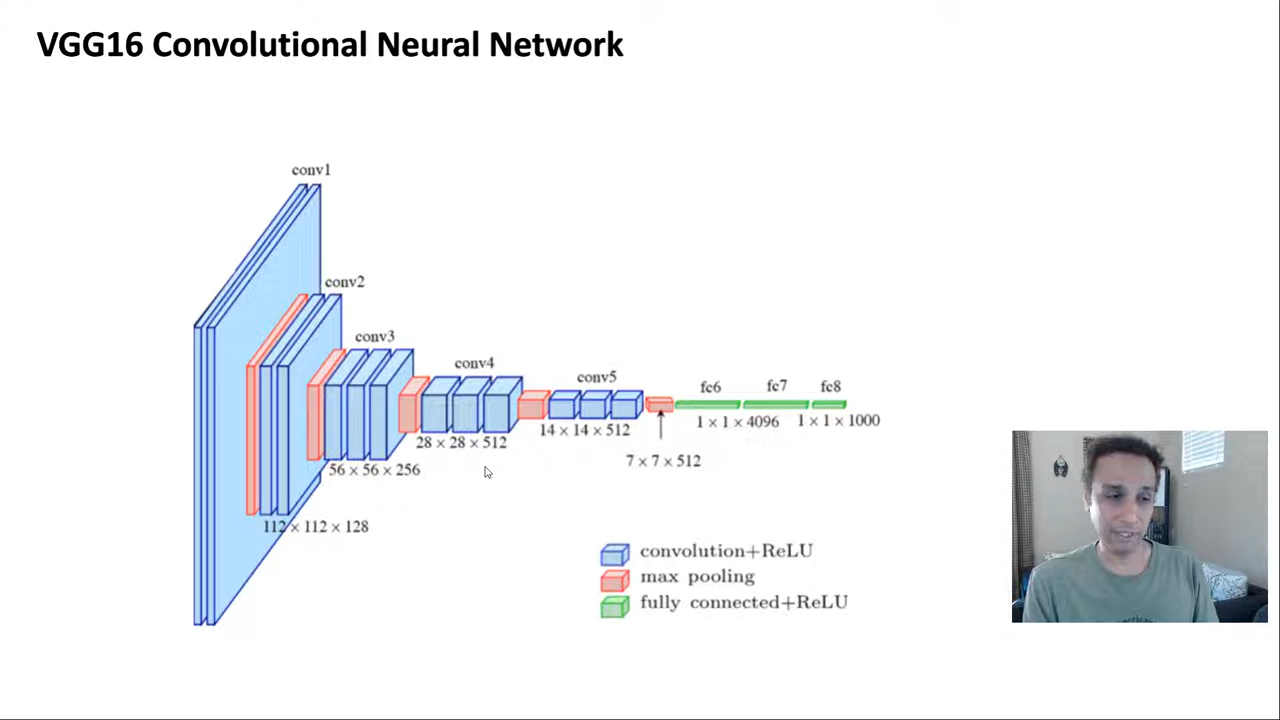 VGG16 Convolutional Neural Network
conv1
conv2
conv3
conv4
conv5
fc6
fc7
fc8
1 × 1 × 4096
1 × 1 × 1000
14 × 14 × 512
28 × 28 × 512
7 × 7 × 512
56 × 56 × 256
112 × 112 × 128
convolution+ReLU
max pooling
fully connected+ReLU